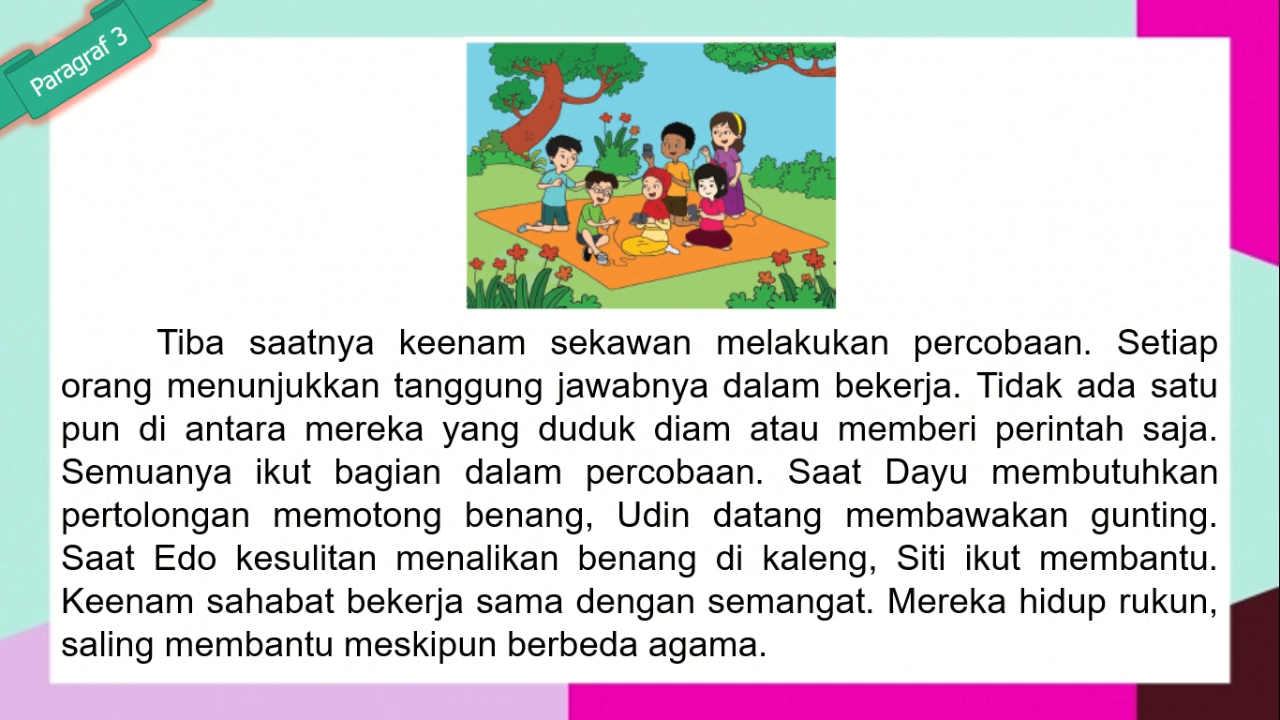 Paragraf 3
Tiba saatnya keenam sekawan melakukan percobaan. Setiap
orang menunjukkan tanggung jawabnya dalam bekerja. Tidak ada satu
pun di antara mereka yang duduk diam atau memberi perintah saja.
Semuanya ikut bagian dalam percobaan. Saat Dayu membutuhkan
pertolongan memotong benang, Udin datang membawakan gunting.
Saat Edo kesulitan menalikan benang di kaleng, Siti ikut membantu.
Keenam sahabat bekerja sama dengan semangat. Mereka hidup rukun,
saling membantu meskipun berbeda agama.